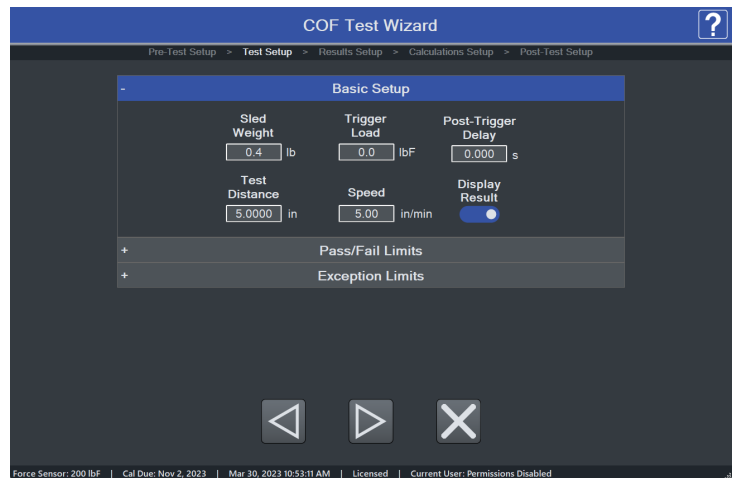 COF Test Wizard
?
Pre-Test Setup > Test Setup > Results Setup > Calculations Setup > Post-Test Setup
- Basic Setup
Sled Weight
0.4 lb
Trigger Load
0.0 lbF
Post-Trigger Delay
0.000 s
Test Distance
5.0000 in
Speed
5.00 in/min
Display Result
+ Pass/Fail Limits
+ Exception Limits
Force Sensor: 200 lbF | Cal Due: Nov 2, 2023 | Mar 30, 2023 10:53:11 AM | Licensed | Current User: Permissions Disabled